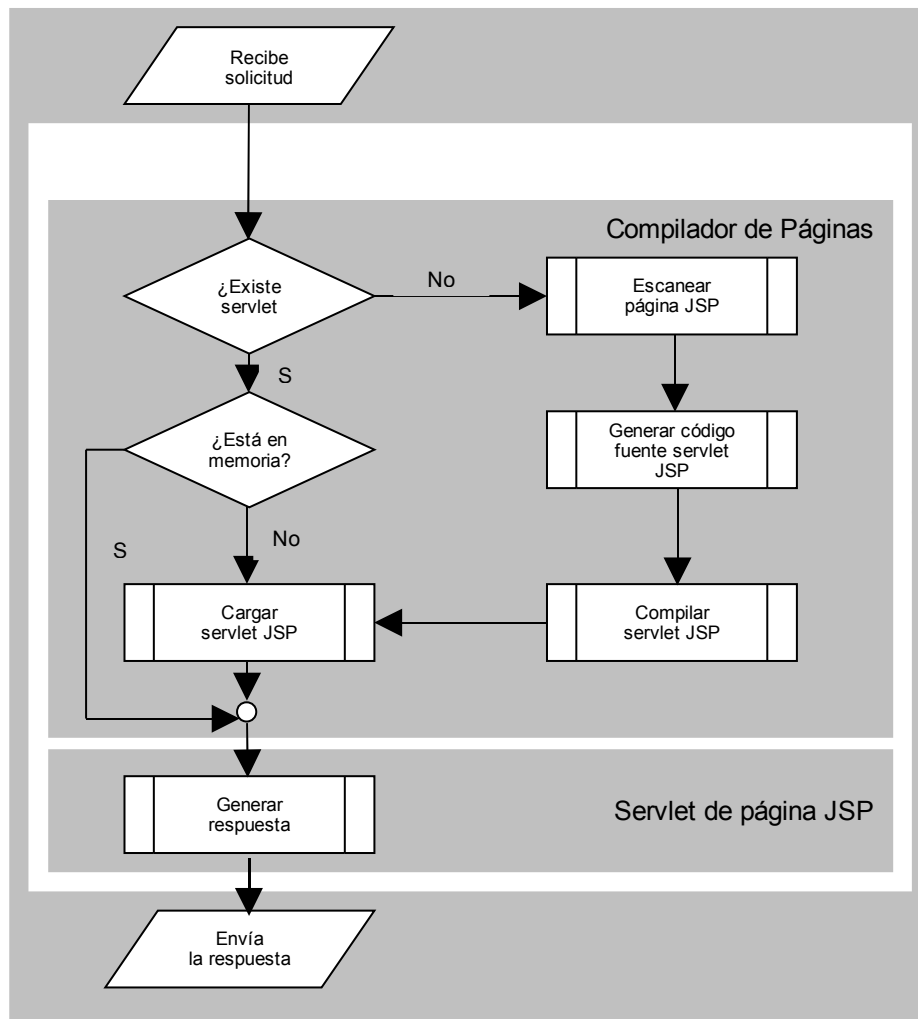 Recibe
solicitud
Compilador de Páginas
¿Existe
servlet
No
Escanear
página JSP
S
¿Está en
memoria?
Generar código
fuente servlet
JSP
S
No
Cargar
servlet JSP
Compilar
servlet JSP
Generar
respuesta
Servlet de página JSP
Envía
la respuesta